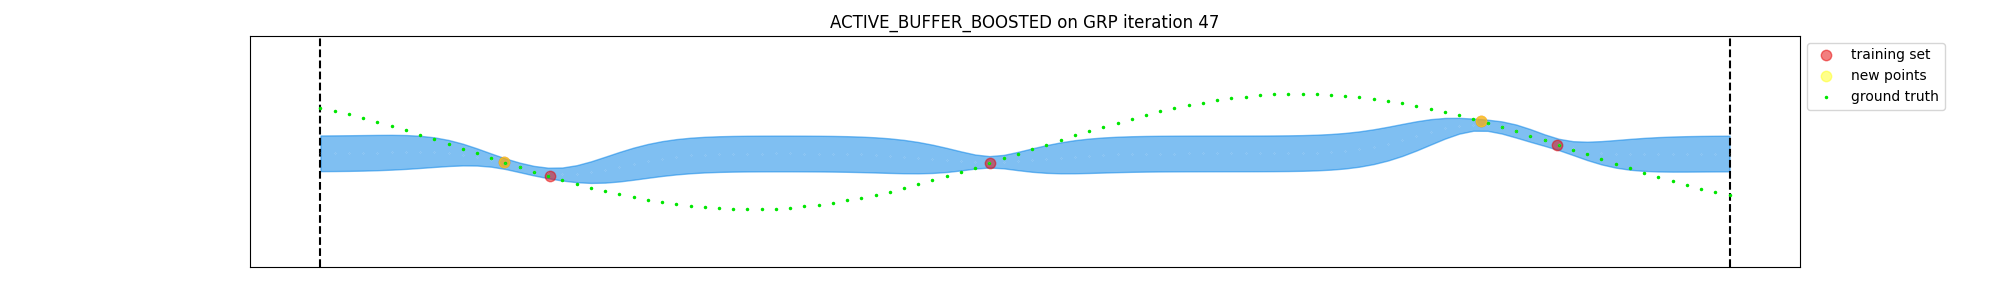 ACTIVE_BUFFER_BOOSTED on GRP iteration 47
training set
new points
ground truth